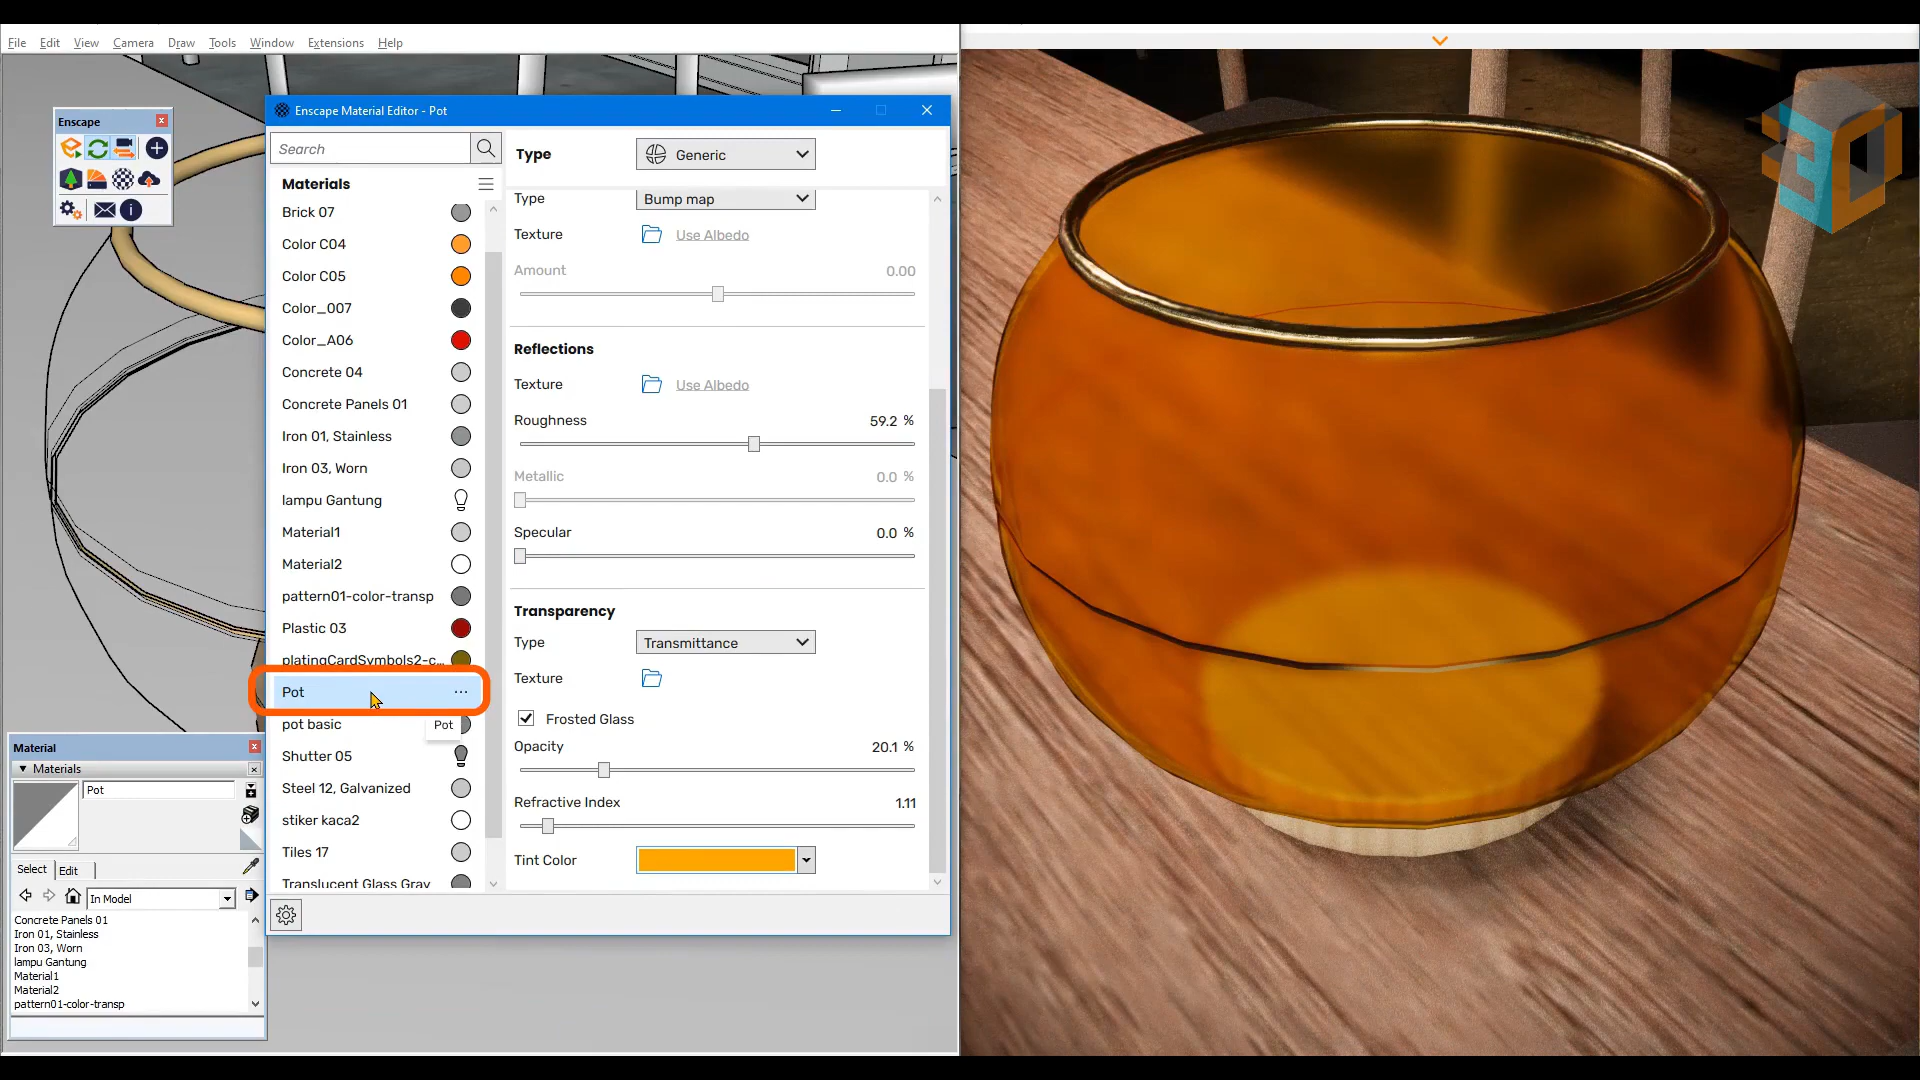 File Edit View Camera Draw Tools Window Extensions Help
Enscape
Enscape Material Editor - Pot
Search
Materials
Brick 07
Color C04
Color C05
Color_007
Color_A06
Concrete 04
Concrete Panels 01
Iron 01, Stainless
Iron 03, Worn
lampu Gantung
Material1
Material2
pattern01-color-transp
Plastic 03
platingCardSymbols2-c...
Pot ...
pot basic
Pot
Shutter 05
Steel 12, Galvanized
stiker kaca2
Tiles 17
Translucent Glass Gray
Type Generic
Type Bump map
Texture Use Albedo
Amount 0.00
Reflections
Texture Use Albedo
Roughness 59.2 %
Metallic 0.0 %
Specular 0.0 %
Transparency
Type Transmittance
Texture
Frosted Glass
Opacity 20.1 %
Refractive Index 1.11
Tint Color
Material
Materials
Pot
Select Edit
In Model
Concrete Panels 01
Iron 01, Stainless
Iron 03, Worn
lampu Gantung
Material1
Material2
pattern01-color-transp